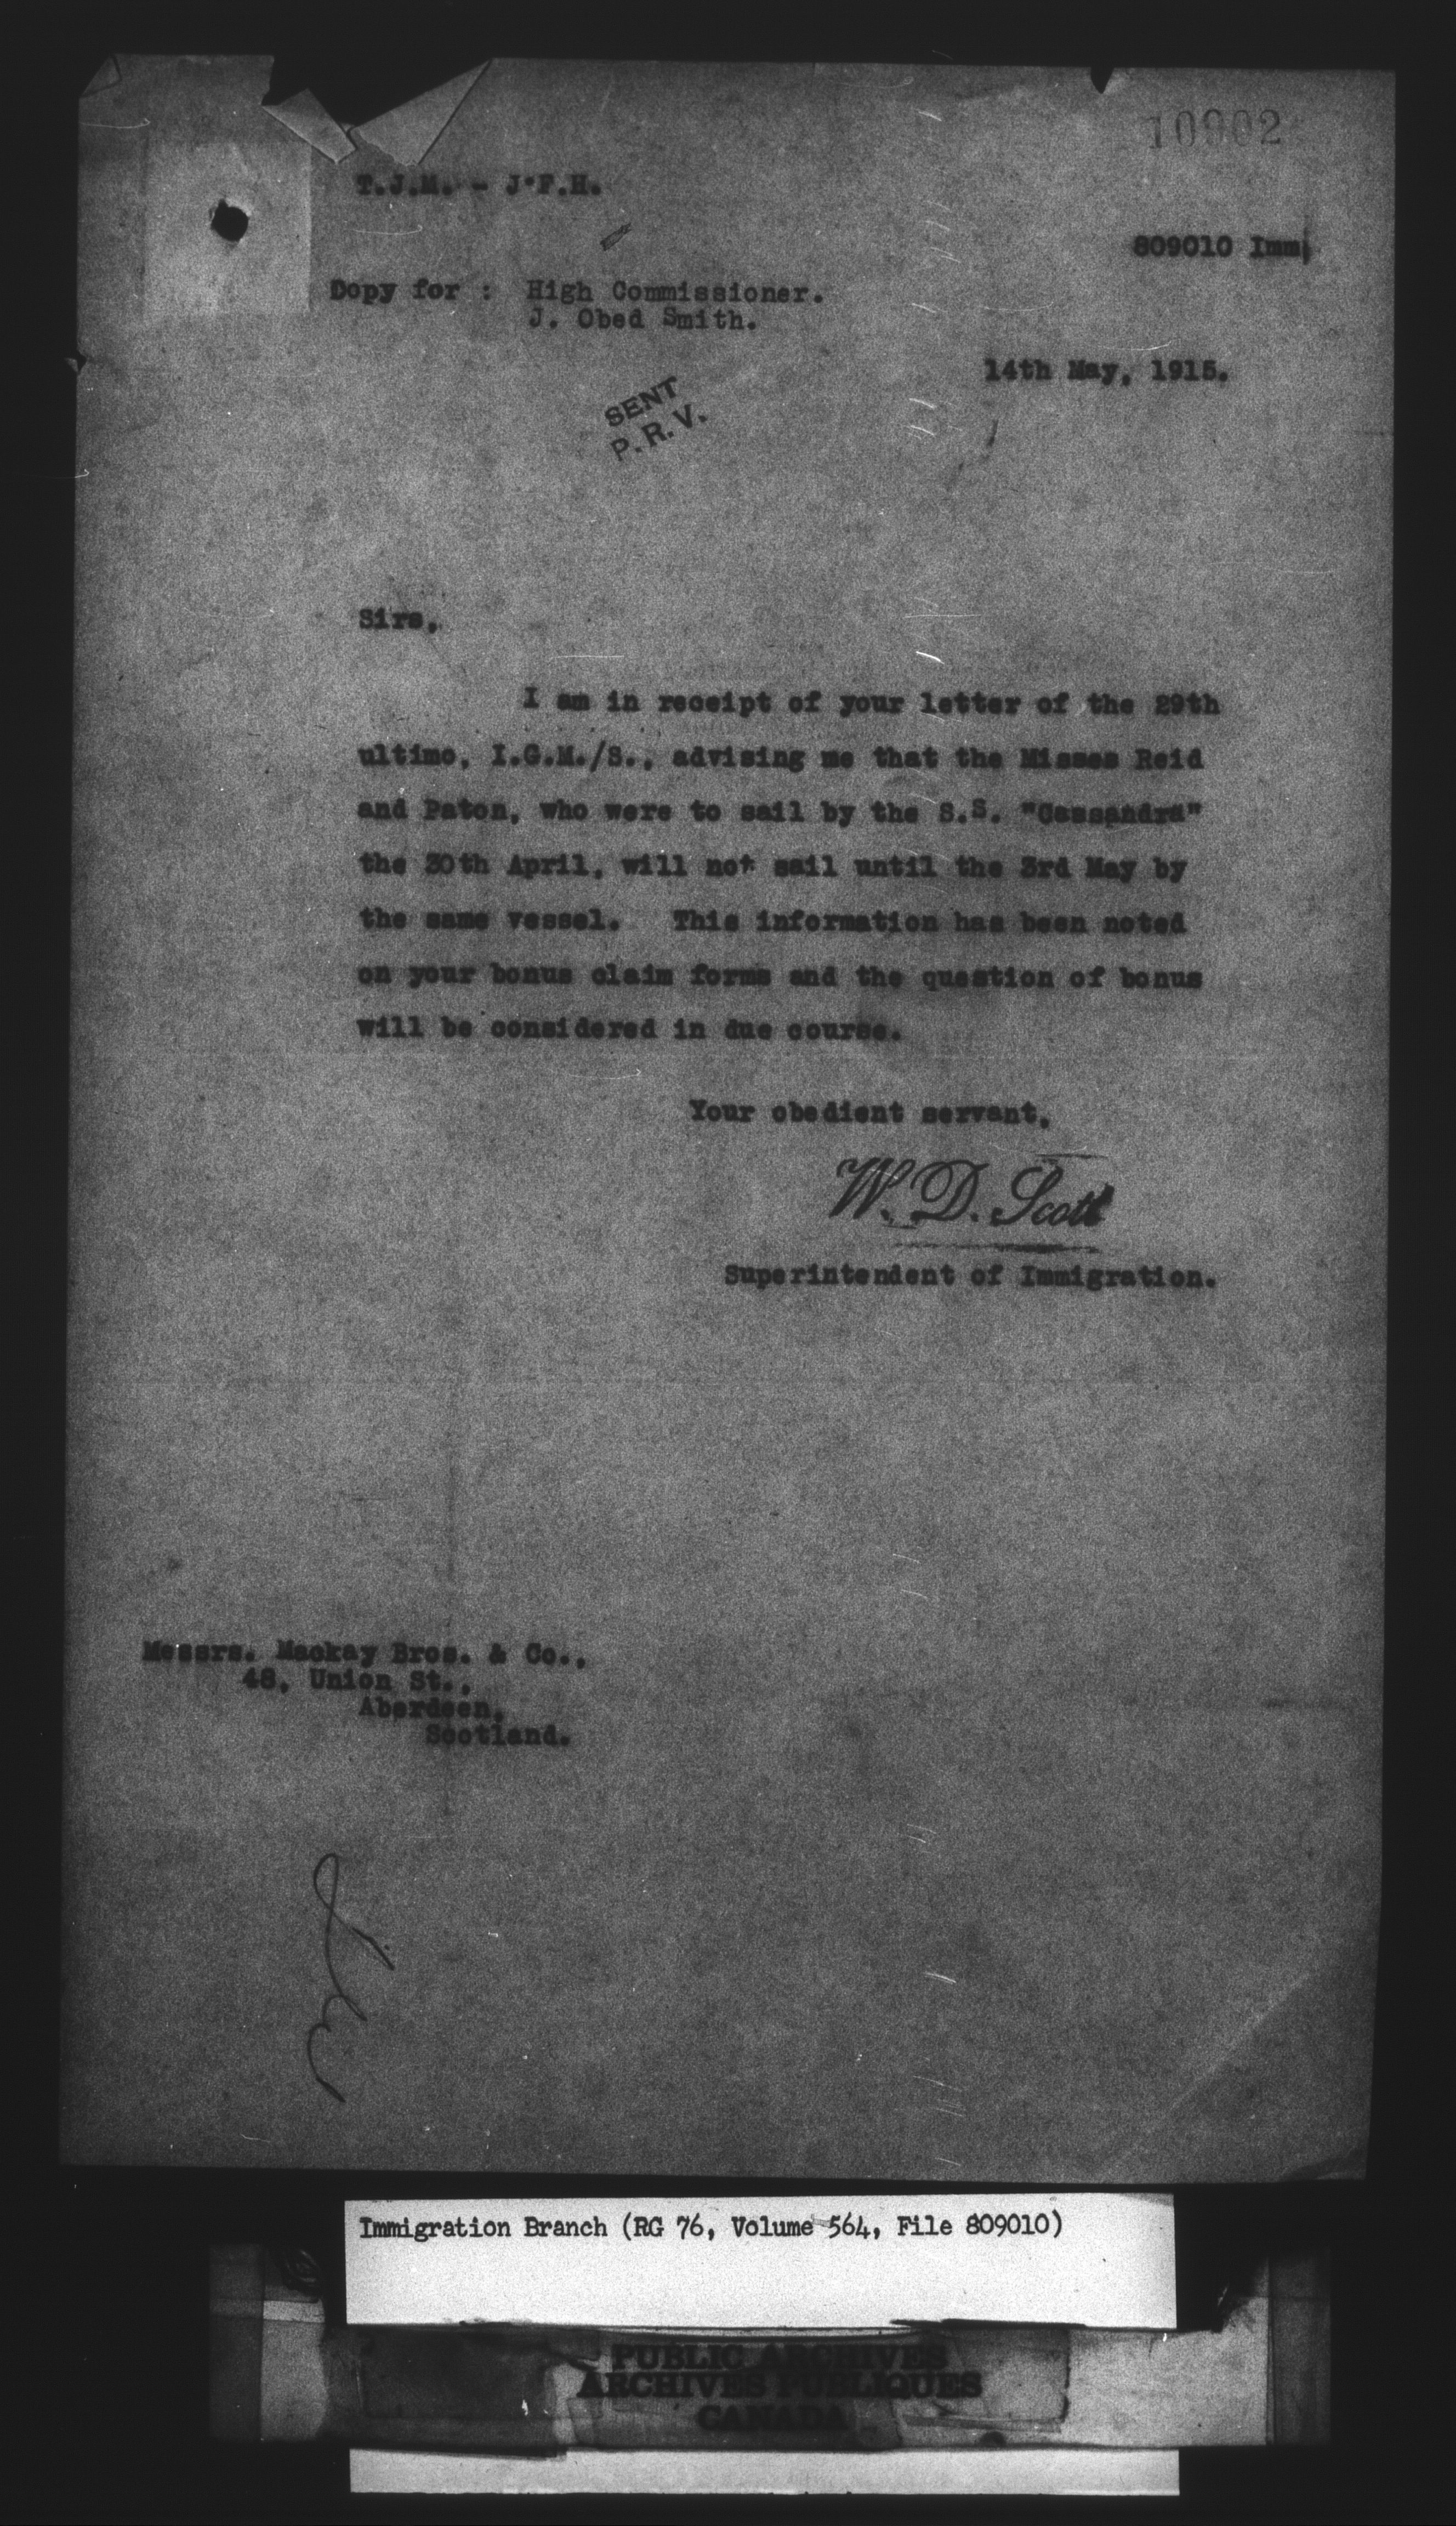 10002
T.J.M. - J.F.H.
809010 Imm
Dopy for : High Commissioner.
J. Obed Smith.
14th May, 1915.
SENT
P.R.V.
Sirs,
I am in receipt of your letter of the 29th
ultimo, I.G.M./S., advising me that the Misses Reid
and Paton, who were to sail by the S.S. "Cassandra"
the 30th April, will not sail until the 3rd May by
the same vessel. This information has been noted
on your bonus claim forms and the question of bonus
will be considered in due course.
Your obedient servant,
W. D. Scott
Superintendent of Immigration.
Messrs. Mackay Bros. & Co.,
48, Union St.,
Aberdeen,
Scotland.
Immigration Branch (RG 76, Volume 564, File 809010)
PUBLIC ARCHIVES
ARCHIVES PUBLIQUES
CANADA